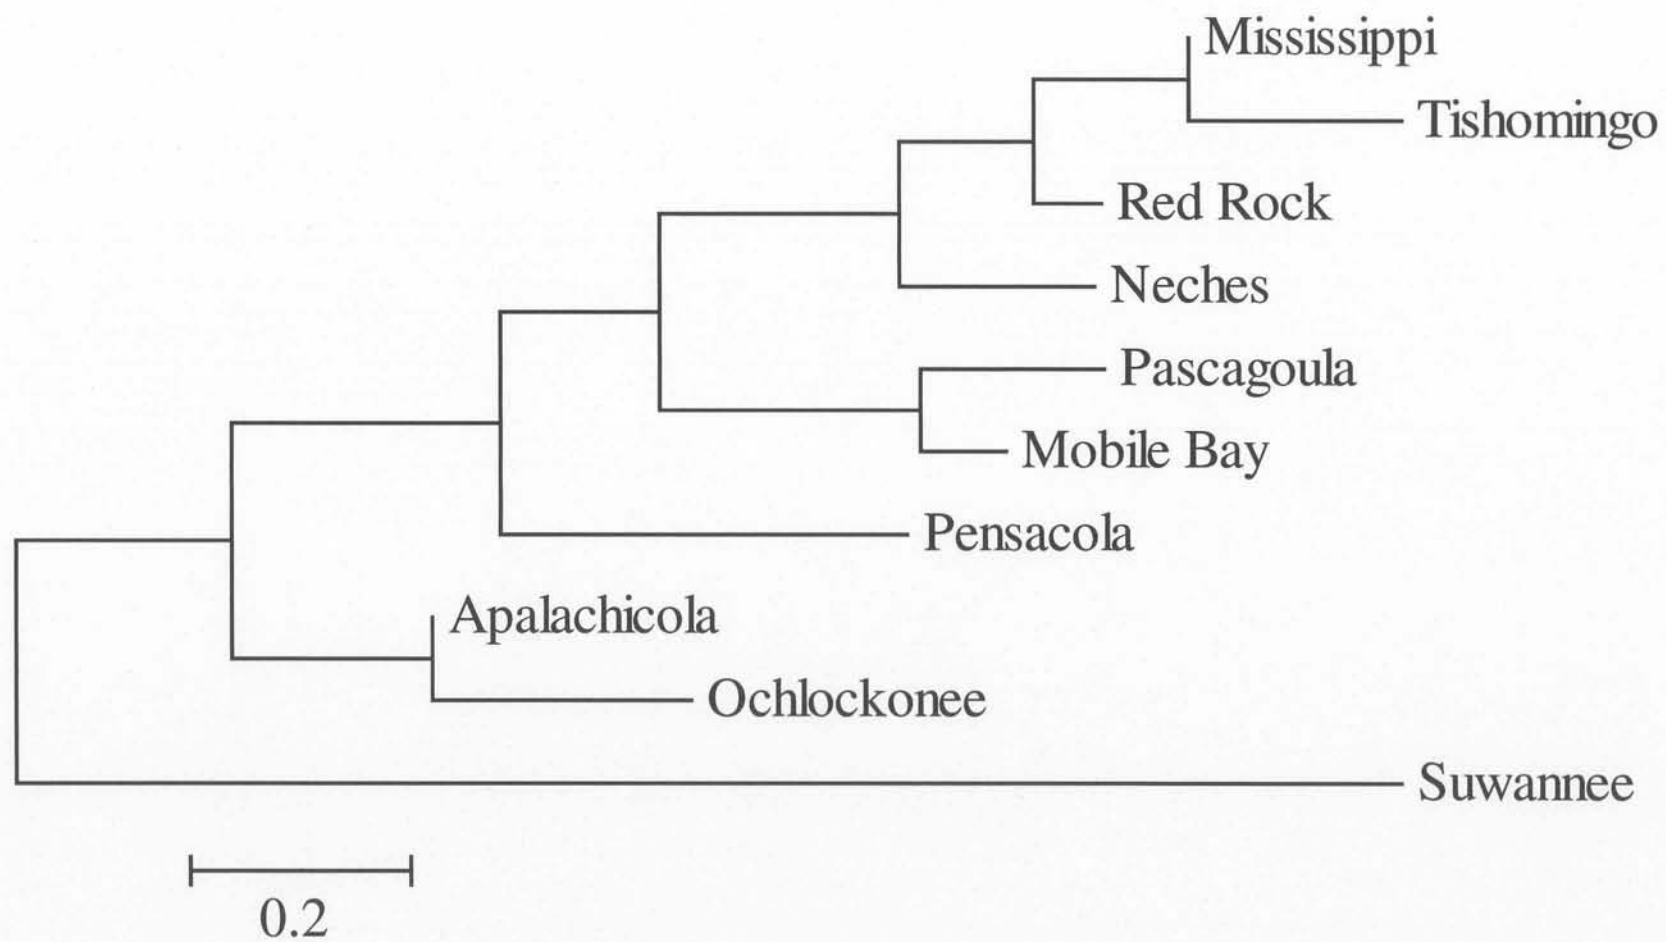 Mississippi
Tishomingo
Red Rock
Neches
Pascagoula
Mobile Bay
Pensacola
Apalachicola
Ochlockonee
Suwannee
0.2